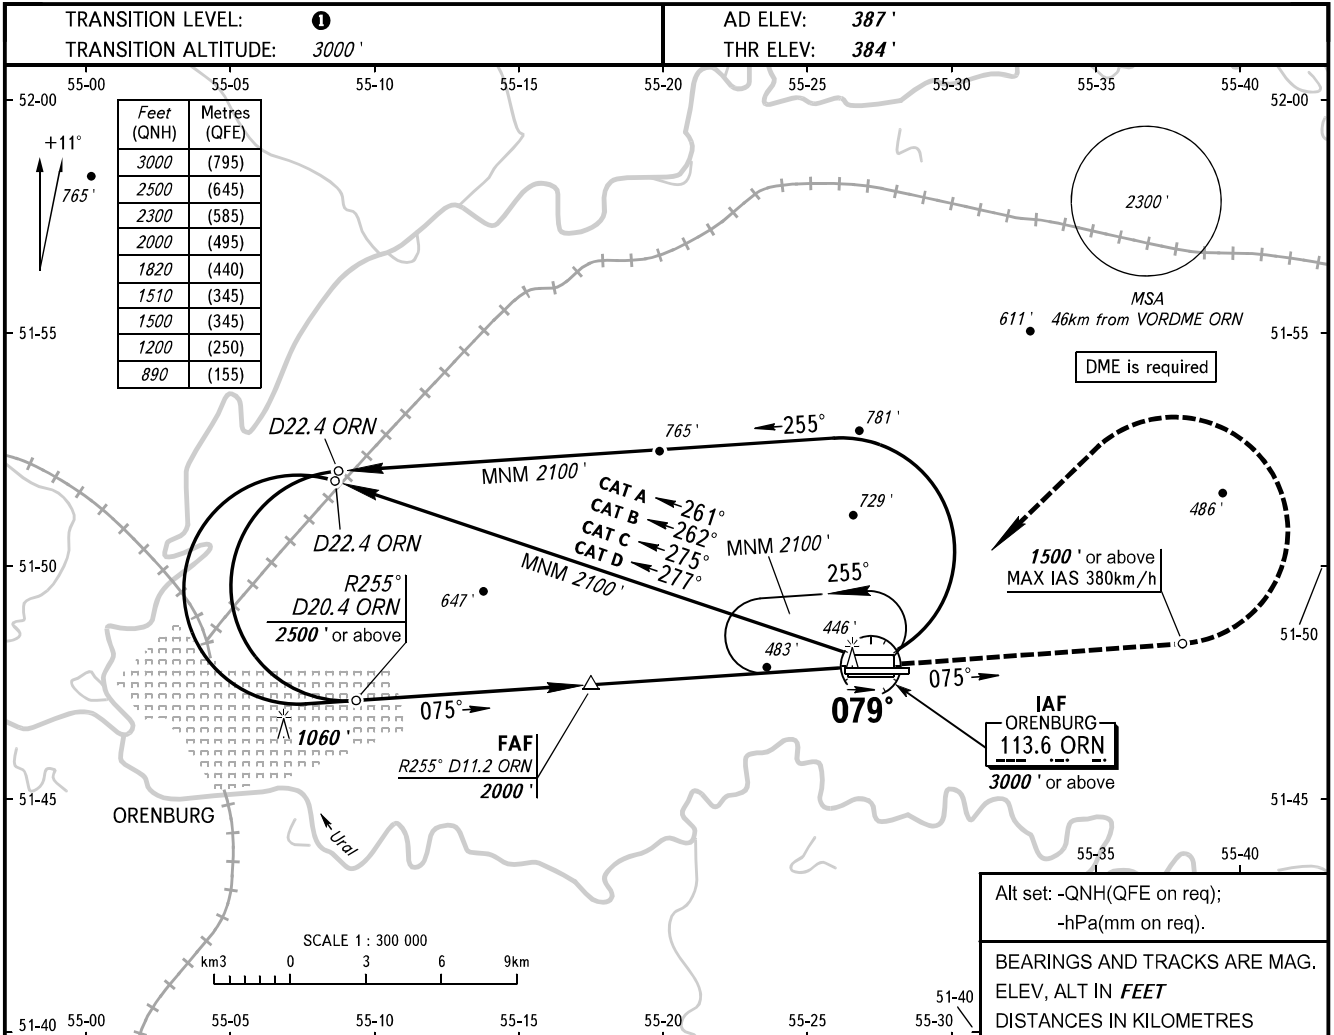 TRANSITION LEVEL: 1
TRANSITION ALTITUDE: 3000 '
AD ELEV: 387 '
THR ELEV: 384 '
55-00 55-05 55-10 55-15 55-20 55-25 55-30 55-35 55-40
52-00 52-00
Feet (QNH) Metres (QFE)
3000 (795)
2500 (645)
2300 (585)
2000 (495)
1820 (440)
1510 (345)
1500 (345)
1200 (250)
890 (155)
+11°
765 '
2300 '
MSA
46km from VORDME ORN
611 '
51-55 51-55
DME is required
D22.4 ORN
765 '
255°
781 '
MNM 2100 '
CAT A 261°
CAT B 262°
CAT C 275°
CAT D 277°
729 '
486 '
D22.4 ORN
MNM 2100 '
MNM 2100 '
1500 ' or above
MAX IAS 380km/h
51-50
R255°
D20.4 ORN
2500 ' or above
647 '
255°
446 '
483 '
51-50
075°
079°
075°
IAF
ORENBURG
113.6 ORN
3000 ' or above
1060 '
FAF
R255° D11.2 ORN
2000 '
51-45 51-45
ORENBURG
Ural
55-35 55-40
Alt set: -QNH(QFE on req);
-hPa(mm on req).
SCALE 1 : 300 000
km3 0 3 6 9km
BEARINGS AND TRACKS ARE MAG.
ELEV, ALT IN FEET
DISTANCES IN KILOMETRES
51-40
51-40 55-00 55-05 55-10 55-15 55-20 55-25 55-30